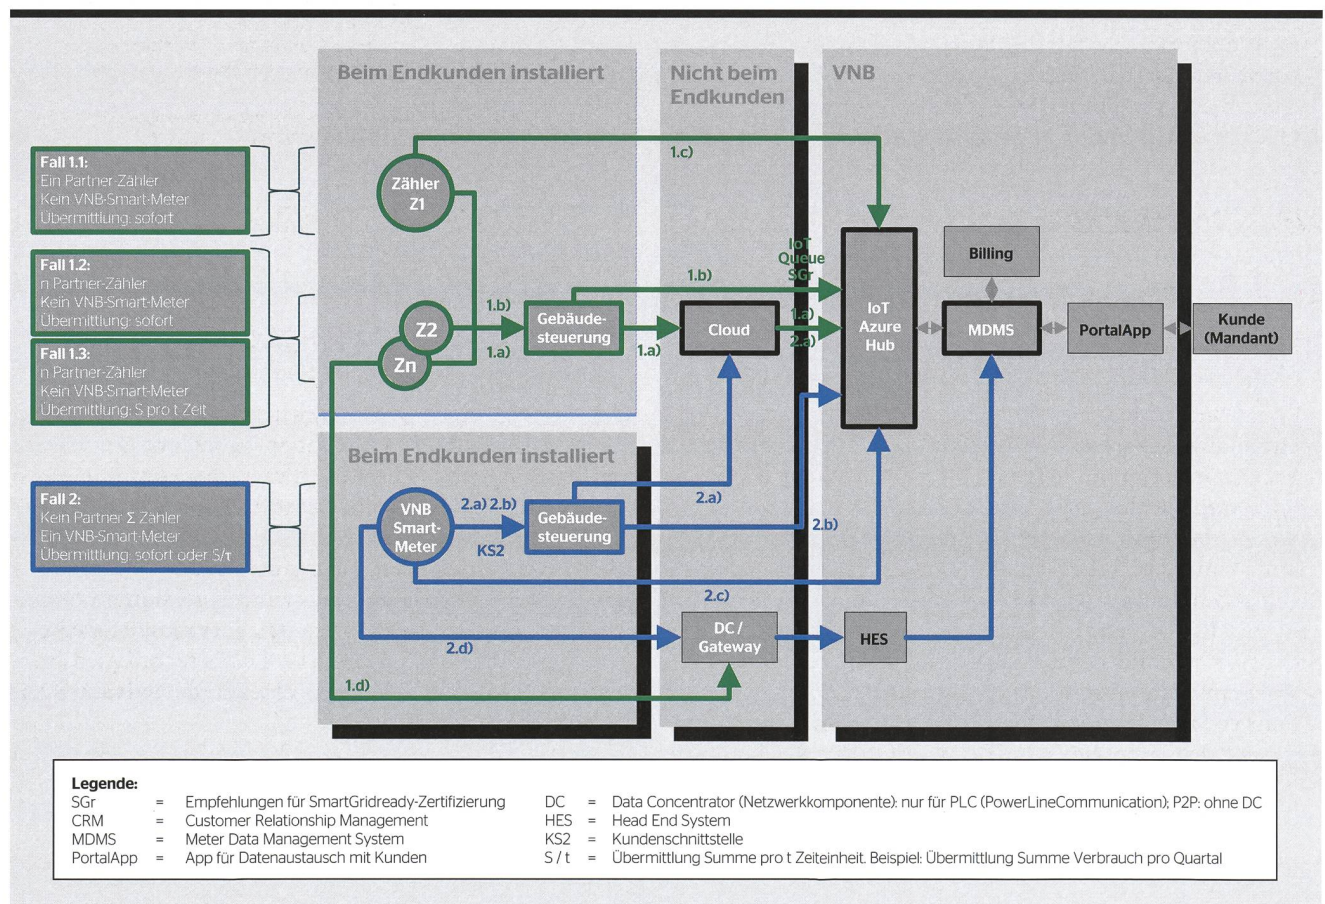 Beim Endkunden installiert
Nicht beim
Endkunden
VNB
Fall 1.1:
Ein Partner-Zähler
Kein VNB-Smart-Meter
Übermittlung: sofort
Fall 1.2:
n Partner-Zähler
Kein VNB-Smart-Meter
Übermittlung: sofort
Fall 1.3:
n Partner-Zähler
Kein VNB-Smart-Meter
Übermittlung: S pro t Zeit
Fall 2:
Kein Partner Σ Zähler
Ein VNB-Smart-Meter
Übermittlung: sofort oder S/τ
1.c)
Zähler
Z1
Z2
Zn
1.b)
1.a)
Gebäude-
steuerung
1.a)
1.b)
Cloud
IoT
Queue
SGr
1.a)
2.a)
IoT
Azure
Hub
Billing
MDMS
PortalApp
Kunde
(Mandant)
Beim Endkunden installiert
VNB
Smart-
Meter
2.a) 2.b)
KS2
Gebäude-
steuerung
2.a)
2.b)
2.c)
2.d)
DC /
Gateway
HES
1.d)
Legende:
SGr = Empfehlungen für SmartGridready-Zertifizierung
CRM = Customer Relationship Management
MDMS = Meter Data Management System
PortalApp = App für Datenaustausch mit Kunden
DC = Data Concentrator (Netzwerkkomponente): nur für PLC (PowerLineCommunication); P2P: ohne DC
HES = Head End System
KS2 = Kundenschnittstelle
S / t = Übermittlung Summe pro t Zeiteinheit. Beispiel: Übermittlung Summe Verbrauch pro Quartal